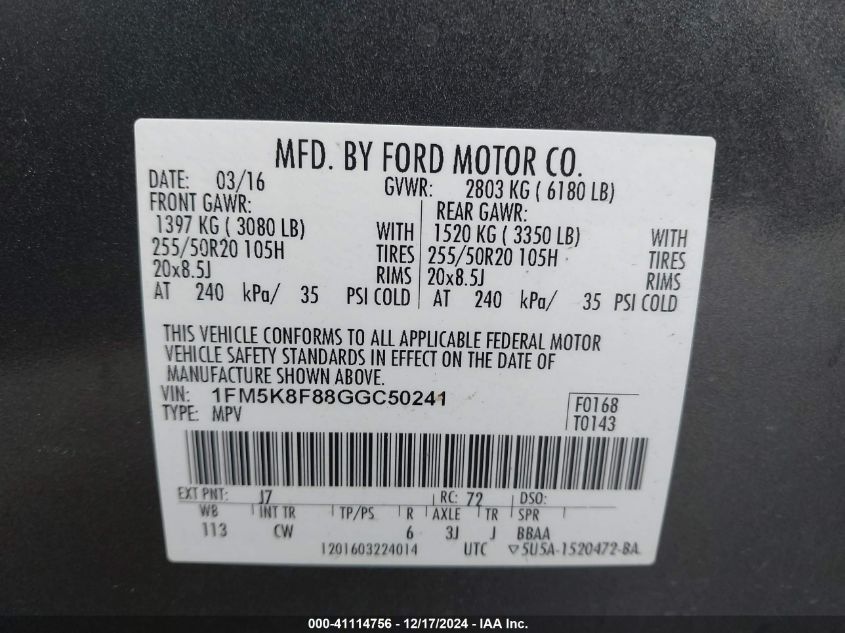 MFD. BY FORD MOTOR CO.
DATE: 03/16 GVWR: 2803 KG ( 6180 LB)
FRONT GAWR: REAR GAWR:
1397 KG ( 3080 LB) WITH 1520 KG ( 3350 LB) WITH
255/50R20 105H TIRES 255/50R20 105H TIRES
20x8.5J RIMS 20x8.5J RIMS
AT 240 kPa/ 35 PSI COLD AT 240 kPa/ 35 PSI COLD
THIS VEHICLE CONFORMS TO ALL APPLICABLE FEDERAL MOTOR
VEHICLE SAFETY STANDARDS IN EFFECT ON THE DATE OF
MANUFACTURE SHOWN ABOVE.
VIN: 1FM5K8F88GGC50241 F0168
TYPE: MPV T0143
EXT PNT: J7 RC: 72 DSO:
WB INT TR TP/PS R AXLE TR SPR
113 CW 6 3J J BBAA
1201603224014 UTC ▽5U5A-1520472-BA
000-41114756 / 12/17/2024 - IAA Inc.